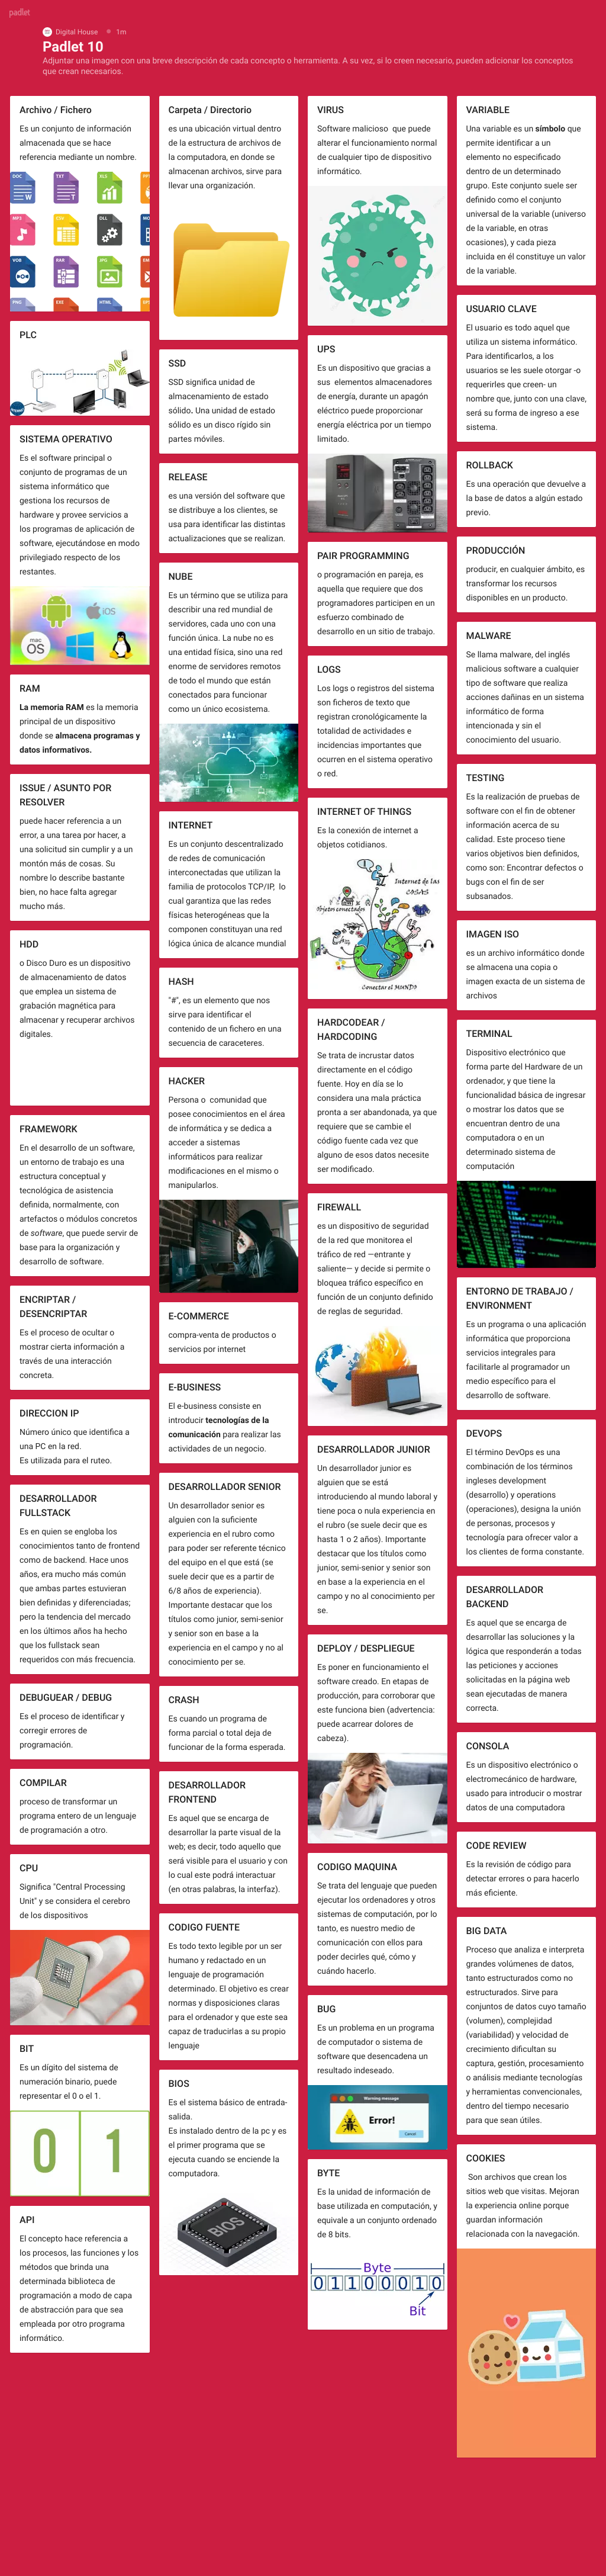 padlet
Digital House
1m
Padlet 10
Adjuntar una imagen con una breve descripción de cada concepto o herramienta. A su vez, si lo creen necesario, pueden adicionar los conceptos
que crean necesarios.
Archivo / Fichero
Es un conjunto de información
almacenada que se hace
referencia mediante un nombre.
DOC
TXT
XLS
MP3
DLL
VOB
RAR
JPG
PNG
EXE
HTML
PLC
SISTEMA OPERATIVO
Es el software principal o
conjunto de programas de un
sistema informático que
gestiona los recursos de
hardware y provee servicios a
los programas de aplicación de
software, ejecutándose en modo
privilegiado respecto de los
restantes.
iOS
mac
OS
RAM
La memoria RAM es la memoria
principal de un dispositivo
donde se almacena programas y
datos informativos.
ISSUE / ASUNTO POR
RESOLVER
puede hacer referencia a un
error, a una tarea por hacer, a
una solicitud sin cumplir y a un
montón más de cosas. Su
nombre lo describe bastante
bien, no hace falta agregar
mucho más.
HDD
o Disco Duro es un dispositivo
de almacenamiento de datos
que emplea un sistema de
grabación magnética para
almacenar y recuperar archivos
digitales.
FRAMEWORK
En el desarrollo de un software,
un entorno de trabajo es una
estructura conceptual y
tecnológica de asistencia
definida, normalmente, con
artefactos o módulos concretos
de software, que puede servir de
base para la organización y
desarrollo de software.
ENCRIPTAR /
DESENCRIPTAR
Es el proceso de ocultar o
mostrar cierta información a
través de una interacción
concreta.
DIRECCION IP
Número único que identifica a
una PC en la red.
Es utilizada para el ruteo.
DESARROLLADOR
FULLSTACK
Es en quien se engloba los
conocimientos tanto de frontend
como de backend. Hace unos
años, era mucho más común
que ambas partes estuvieran
bien definidas y diferenciadas;
pero la tendencia del mercado
en los últimos años ha hecho
que los fullstack sean
requeridos con más frecuencia.
DEBUGUEAR / DEBUG
Es el proceso de identificar y
corregir errores de
programación.
COMPILAR
proceso de transformar un
programa entero de un lenguaje
de programación a otro.
CPU
Significa "Central Processing
Unit" y se considera el cerebro
de los dispositivos
BIT
Es un dígito del sistema de
numeración binario, puede
representar el 0 o el 1.
0 1
API
El concepto hace referencia a
los procesos, las funciones y los
métodos que brinda una
determinada biblioteca de
programación a modo de capa
de abstracción para que sea
empleada por otro programa
informático.
Carpeta / Directorio
es una ubicación virtual dentro
de la estructura de archivos de
la computadora, en donde se
almacenan archivos, sirve para
llevar una organización.
SSD
SSD significa unidad de
almacenamiento de estado
sólido. Una unidad de estado
sólido es un disco rígido sin
partes móviles.
RELEASE
es una versión del software que
se distribuye a los clientes, se
usa para identificar las distintas
actualizaciones que se realizan.
NUBE
Es un término que se utiliza para
describir una red mundial de
servidores, cada uno con una
función única. La nube no es
una entidad física, sino una red
enorme de servidores remotos
de todo el mundo que están
conectados para funcionar
como un único ecosistema.
INTERNET
Es un conjunto descentralizado
de redes de comunicación
interconectadas que utilizan la
familia de protocolos TCP/IP, lo
cual garantiza que las redes
físicas heterogéneas que la
componen constituyan una red
lógica única de alcance mundial
HASH
"#", es un elemento que nos
sirve para identificar el
contenido de un fichero en una
secuencia de caraceteres.
HACKER
Persona o comunidad que
posee conocimientos en el área
de informática y se dedica a
acceder a sistemas
informáticos para realizar
modificaciones en el mismo o
manipularlos.
E-COMMERCE
compra-venta de productos o
servicios por internet
E-BUSINESS
El e-business consiste en
introducir tecnologías de la
comunicación para realizar las
actividades de un negocio.
DESARROLLADOR SENIOR
Un desarrollador senior es
alguien con la suficiente
experiencia en el rubro como
para poder ser referente técnico
del equipo en el que está (se
suele decir que es a partir de
6/8 años de experiencia).
Importante destacar que los
títulos como junior, semi-senior
y senior son en base a la
experiencia en el campo y no al
conocimiento per se.
CRASH
Es cuando un programa de
forma parcial o total deja de
funcionar de la forma esperada.
DESARROLLADOR
FRONTEND
Es aquel que se encarga de
desarrollar la parte visual de la
web; es decir, todo aquello que
será visible para el usuario y con
lo cual este podrá interactuar
(en otras palabras, la interfaz).
CODIGO FUENTE
Es todo texto legible por un ser
humano y redactado en un
lenguaje de programación
determinado. El objetivo es crear
normas y disposiciones claras
para el ordenador y que este sea
capaz de traducirlas a su propio
lenguaje
BIOS
Es el sistema básico de entrada-
salida.
Es instalado dentro de la pc y es
el primer programa que se
ejecuta cuando se enciende la
computadora.
BIOS
VIRUS
Software malicioso que puede
alterar el funcionamiento normal
de cualquier tipo de dispositivo
informático.
UPS
Es un dispositivo que gracias a
sus elementos almacenadores
de energía, durante un apagón
eléctrico puede proporcionar
energía eléctrica por un tiempo
limitado.
PAIR PROGRAMMING
o programación en pareja, es
aquella que requiere que dos
programadores participen en un
esfuerzo combinado de
desarrollo en un sitio de trabajo.
LOGS
Los logs o registros del sistema
son ficheros de texto que
registran cronológicamente la
totalidad de actividades e
incidencias importantes que
ocurren en el sistema operativo
o red.
INTERNET OF THINGS
Es la conexión de internet a
objetos cotidianos.
Internet de las
COSAS
Objetos conectados
Conectar el MUNDO
HARDCODEAR /
HARDCODING
Se trata de incrustar datos
directamente en el código
fuente. Hoy en día se lo
considera una mala práctica
pronta a ser abandonada, ya que
requiere que se cambie el
código fuente cada vez que
alguno de esos datos necesite
ser modificado.
FIREWALL
es un dispositivo de seguridad
de la red que monitorea el
tráfico de red —entrante y
saliente— y decide si permite o
bloquea tráfico específico en
función de un conjunto definido
de reglas de seguridad.
DESARROLLADOR JUNIOR
Un desarrollador junior es
alguien que se está
introduciendo al mundo laboral y
tiene poca o nula experiencia en
el rubro (se suele decir que es
hasta 1 o 2 años). Importante
destacar que los títulos como
junior, semi-senior y senior son
en base a la experiencia en el
campo y no al conocimiento per
se.
DEPLOY / DESPLIEGUE
Es poner en funcionamiento el
software creado. En etapas de
producción, para corroborar que
este funciona bien (advertencia:
puede acarrear dolores de
cabeza).
CODIGO MAQUINA
Se trata del lenguaje que pueden
ejecutar los ordenadores y otros
sistemas de computación, por lo
tanto, es nuestro medio de
comunicación con ellos para
poder decirles qué, cómo y
cuándo hacerlo.
BUG
Es un problema en un programa
de computador o sistema de
software que desencadena un
resultado indeseado.
Warning message
Error!
Cancel
BYTE
Es la unidad de información de
base utilizada en computación, y
equivale a un conjunto ordenado
de 8 bits.
Byte
0 1 1 0 0 0 1 0
Bit
VARIABLE
Una variable es un símbolo que
permite identificar a un
elemento no especificado
dentro de un determinado
grupo. Este conjunto suele ser
definido como el conjunto
universal de la variable (universo
de la variable, en otras
ocasiones), y cada pieza
incluida en él constituye un valor
de la variable.
USUARIO CLAVE
El usuario es todo aquel que
utiliza un sistema informático.
Para identificarlos, a los
usuarios se les suele otorgar -o
requerirles que creen- un
nombre que, junto con una clave,
será su forma de ingreso a ese
sistema.
ROLLBACK
Es una operación que devuelve a
la base de datos a algún estado
previo.
PRODUCCIÓN
producir, en cualquier ámbito, es
transformar los recursos
disponibles en un producto.
MALWARE
Se llama malware, del inglés
malicious software a cualquier
tipo de software que realiza
acciones dañinas en un sistema
informático de forma
intencionada y sin el
conocimiento del usuario.
TESTING
Es la realización de pruebas de
software con el fin de obtener
información acerca de su
calidad. Este proceso tiene
varios objetivos bien definidos,
como son: Encontrar defectos o
bugs con el fin de ser
subsanados.
IMAGEN ISO
es un archivo informático donde
se almacena una copia o
imagen exacta de un sistema de
archivos
TERMINAL
Dispositivo electrónico que
forma parte del Hardware de un
ordenador, y que tiene la
funcionalidad básica de ingresar
o mostrar los datos que se
encuentran dentro de una
computadora o en un
determinado sistema de
computación
ENTORNO DE TRABAJO /
ENVIRONMENT
Es un programa o una aplicación
informática que proporciona
servicios integrales para
facilitarle al programador un
medio específico para el
desarrollo de software.
DEVOPS
El término DevOps es una
combinación de los términos
ingleses development
(desarrollo) y operations
(operaciones), designa la unión
de personas, procesos y
tecnología para ofrecer valor a
los clientes de forma constante.
DESARROLLADOR
BACKEND
Es aquel que se encarga de
desarrollar las soluciones y la
lógica que responderán a todas
las peticiones y acciones
solicitadas en la página web
sean ejecutadas de manera
correcta.
CONSOLA
Es un dispositivo electrónico o
electromecánico de hardware,
usado para introducir o mostrar
datos de una computadora
CODE REVIEW
Es la revisión de código para
detectar errores o para hacerlo
más eficiente.
BIG DATA
Proceso que analiza e interpreta
grandes volúmenes de datos,
tanto estructurados como no
estructurados. Sirve para
conjuntos de datos cuyo tamaño
(volumen), complejidad
(variabilidad) y velocidad de
crecimiento dificultan su
captura, gestión, procesamiento
o análisis mediante tecnologías
y herramientas convencionales,
dentro del tiempo necesario
para que sean útiles.
COOKIES
Son archivos que crean los
sitios web que visitas. Mejoran
la experiencia online porque
guardan información
relacionada con la navegación.